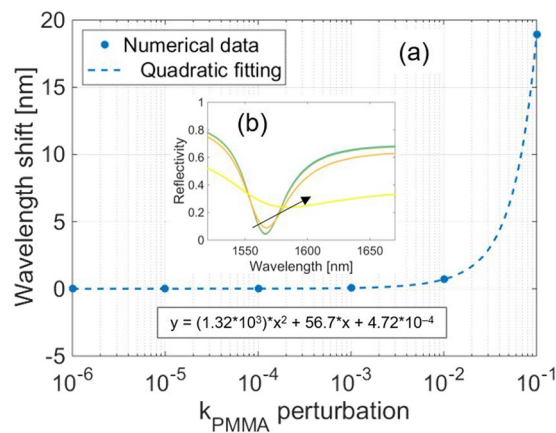 20
15
10
5
0
-5
Wavelength shift [nm]
Numerical data
Quadratic fitting
(a)
(b)
1
0.8
0.6
0.4
0.2
0
Reflectivity
1550 1600 1650
Wavelength [nm]
y = (1.32*10³)*x² + 56.7*x + 4.72*10⁻⁴
10⁻⁶ 10⁻⁵ 10⁻⁴ 10⁻³ 10⁻² 10⁻¹
k_PMMA perturbation